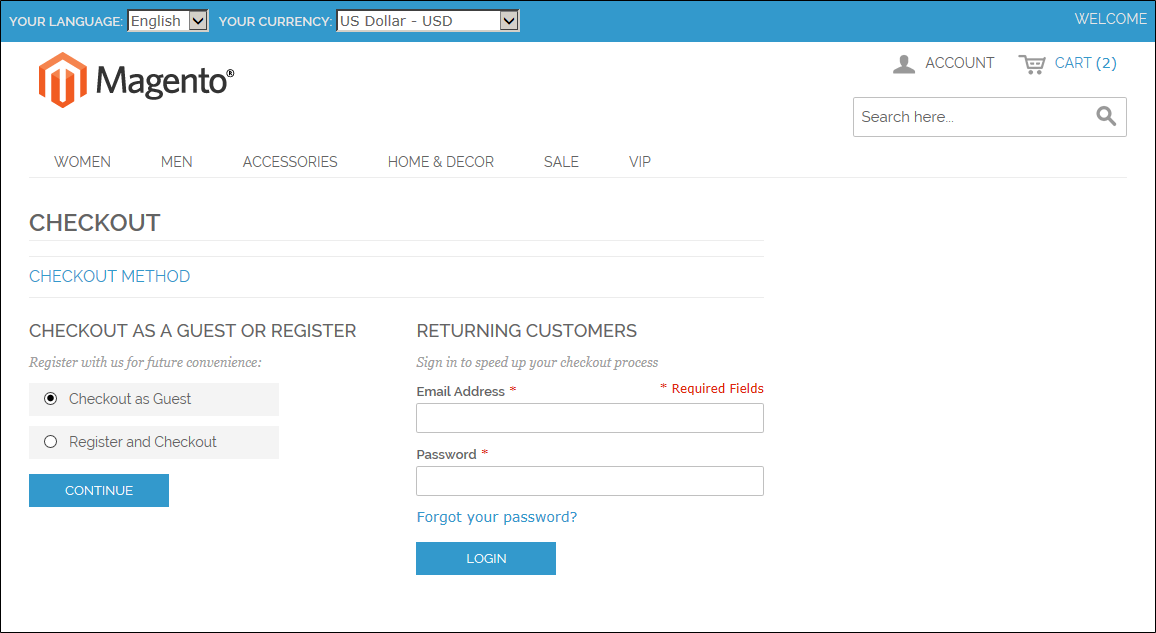 YOUR LANGUAGE: English YOUR CURRENCY: US Dollar - USD WELCOME
Magento®
ACCOUNT CART (2)
Search here...
WOMEN MEN ACCESSORIES HOME & DECOR SALE VIP
CHECKOUT
CHECKOUT METHOD
CHECKOUT AS A GUEST OR REGISTER
Register with us for future convenience:
Checkout as Guest
Register and Checkout
CONTINUE
RETURNING CUSTOMERS
Sign in to speed up your checkout process
Email Address * * Required Fields
Password *
Forgot your password?
LOGIN